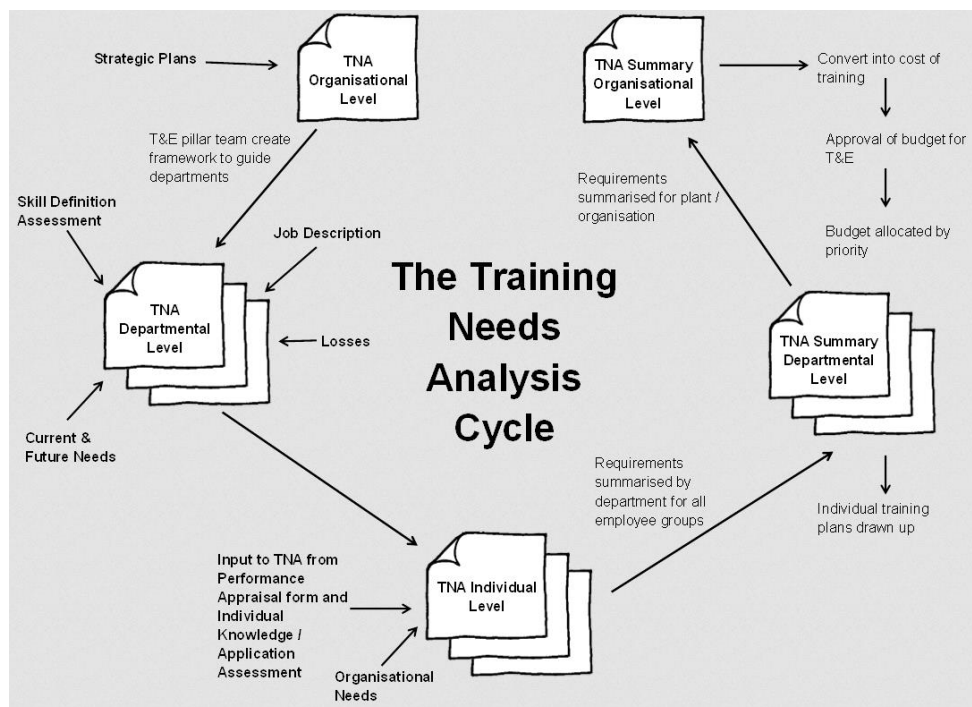 Strategic Plans
TNA
Organisational
Level
T&E pillar team create
framework to guide
departments
Skill Definition
Assessment
Job Description
TNA
Departmental
Level
Losses
Current &
Future Needs
The Training
Needs
Analysis
Cycle
Input to TNA from
Performance
Appraisal form and
Individual
Knowledge /
Application
Assessment
Organisational
Needs
TNA Individual
Level
Requirements
summarised by
department for all
employee groups
TNA Summary
Departmental
Level
Individual training
plans drawn up
Requirements
summarised for plant /
organisation
TNA Summary
Organisational
Level
Convert into cost of
training
Approval of budget for
T&E
Budget allocated by
priority